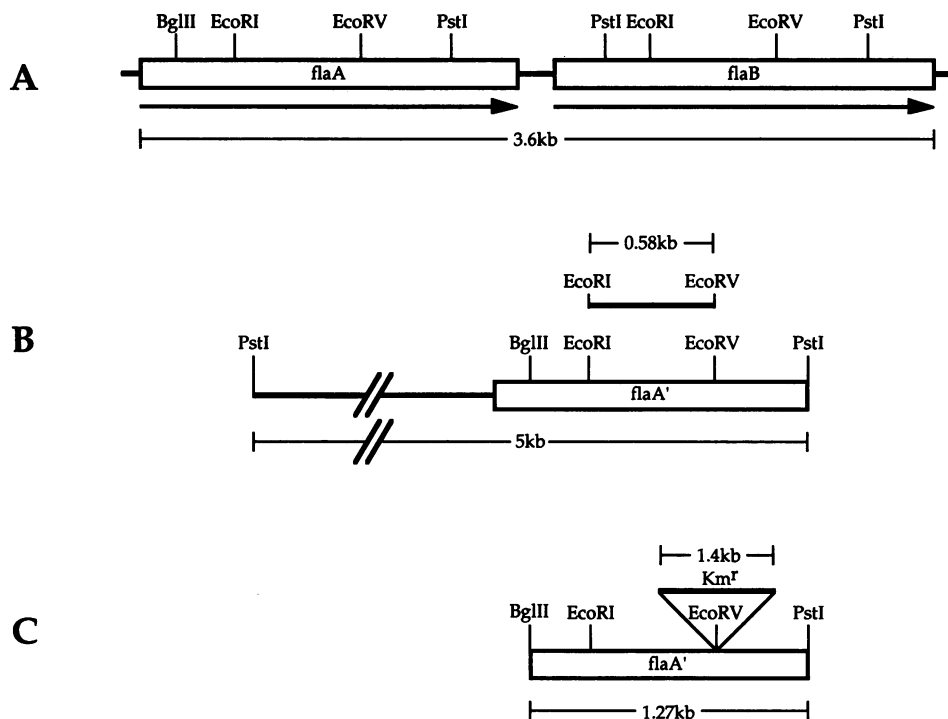 BglII EcoRI EcoRV PstI PstI EcoRI EcoRV PstI
A flaA flaB
3.6kb
0.58kb
EcoRI EcoRV
B PstI BglII EcoRI EcoRV PstI
flaA'
5kb
1.4kb
Kmr
C BglII EcoRI EcoRV PstI
flaA'
1.27kb